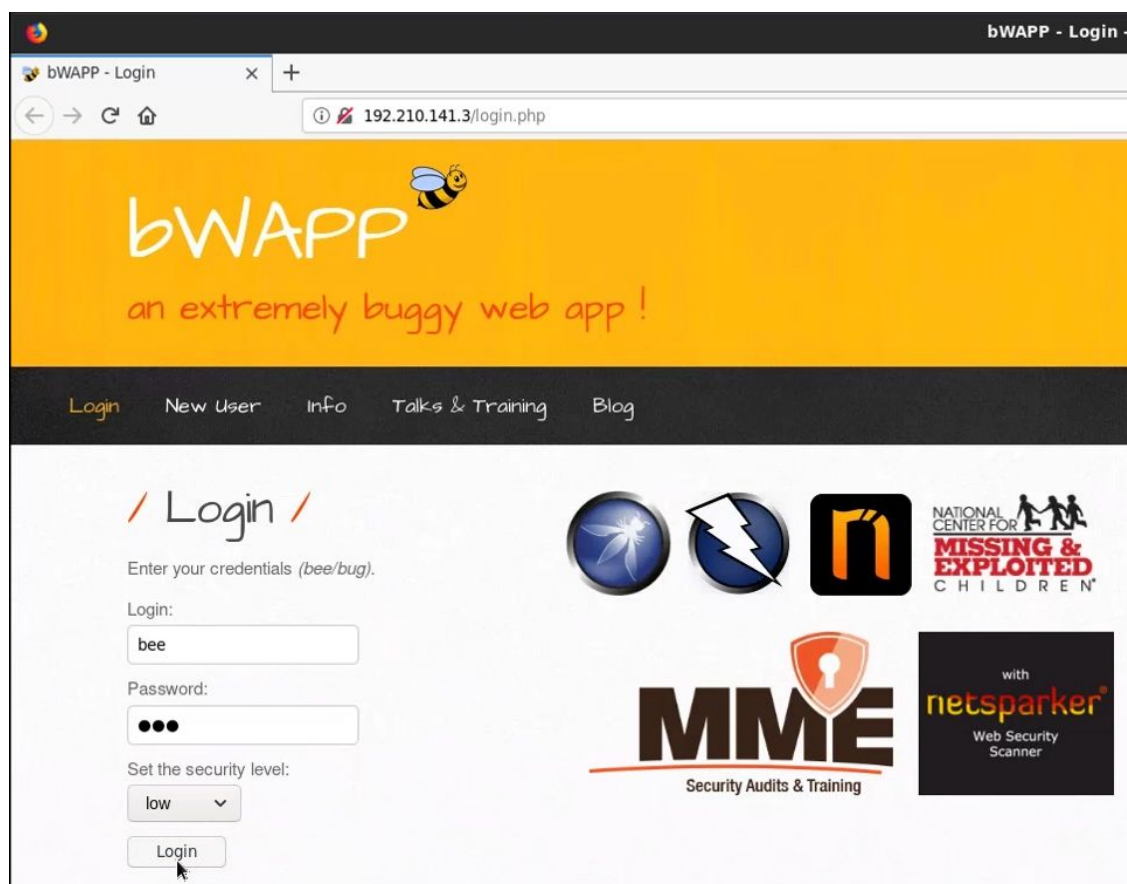 bWAPP - Login -
bWAPP - Login
192.210.141.3/login.php
bWAPP
an extremely buggy web app !
Login New User Info Talks & Training Blog
/ Login /
Enter your credentials (bee/bug).
Login:
bee
Password:
Set the security level:
low
Login
NATIONAL
CENTER FOR
MISSING &
EXPLOITED
CHILDREN
MME
Security Audits & Training
with
netsparker
Web Security
Scanner